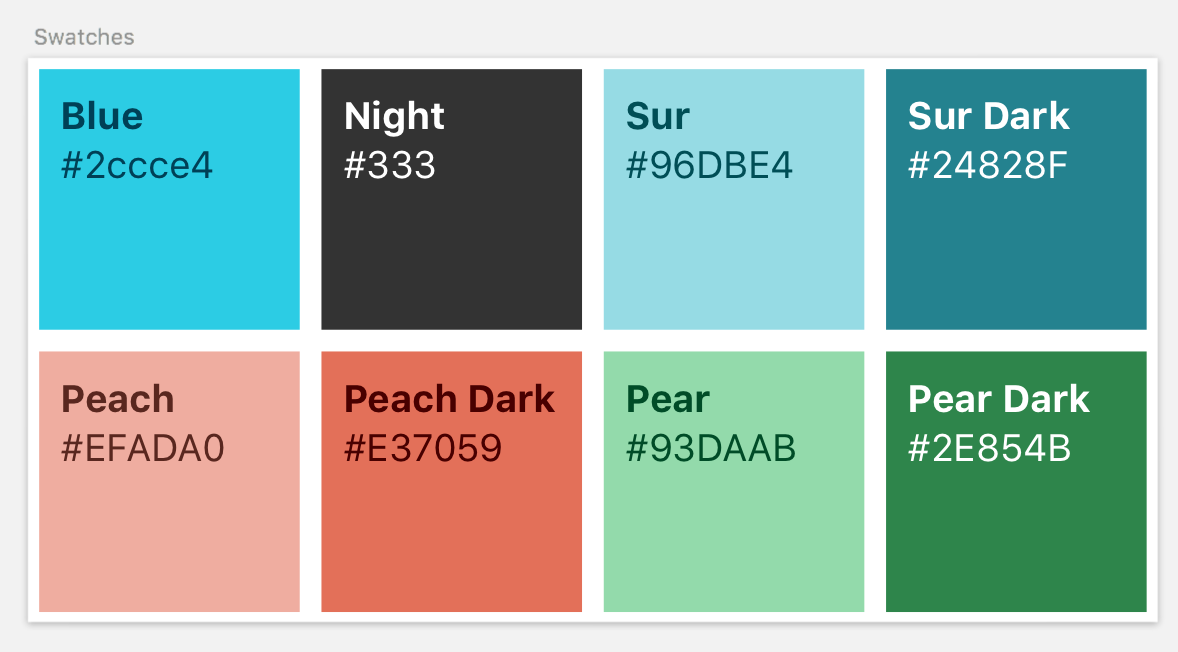 Swatches
Blue
#2ccce4
Night
#333
Sur
#96DBE4
Sur Dark
#24828F
Peach
#EFADA0
Peach Dark
#E37059
Pear
#93DAAB
Pear Dark
#2E854B